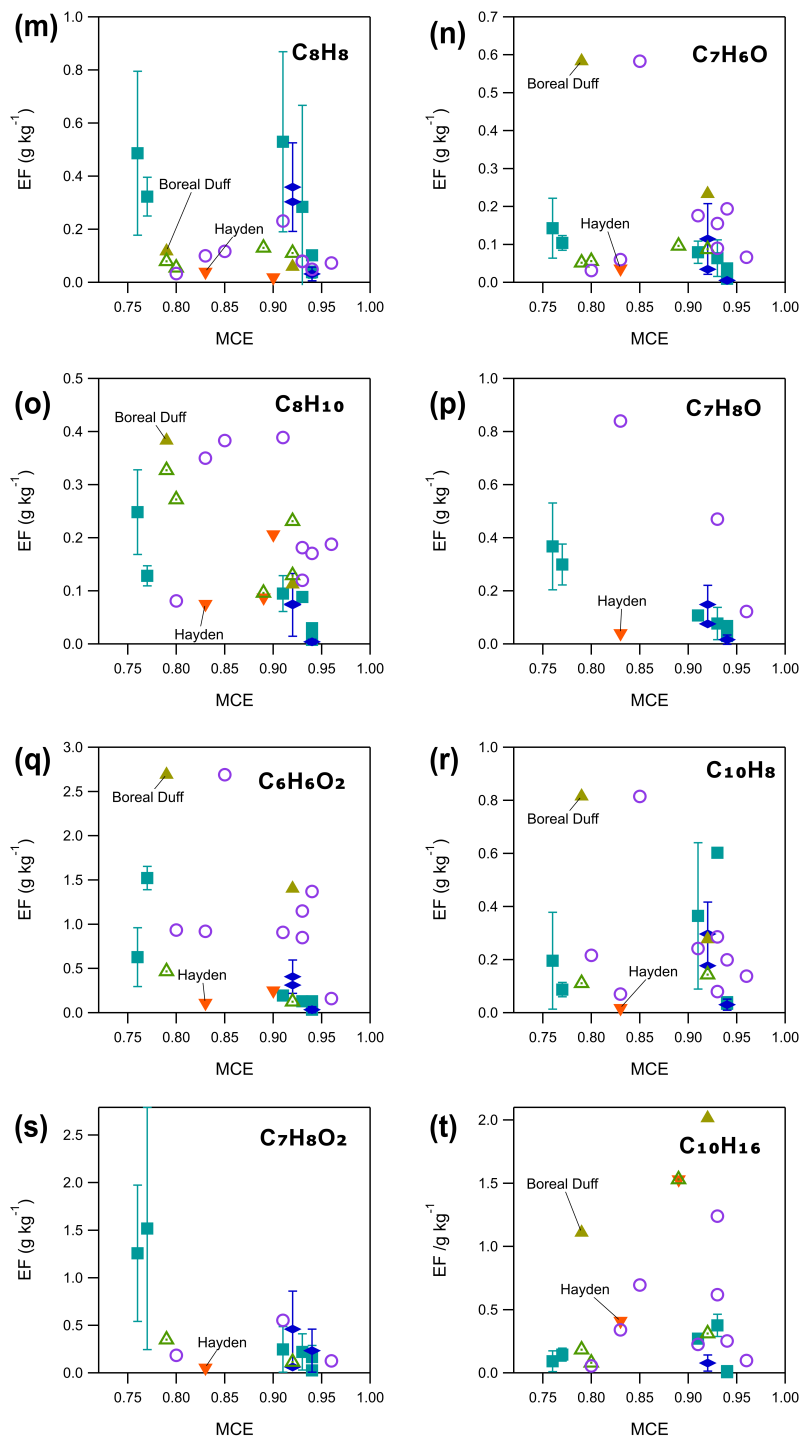 (m)
C₈H₈
1.0
0.8
0.6
0.4
0.2
0.0
EF (g kg⁻¹)
Boreal Duff
Hayden
0.75 0.80 0.85 0.90 0.95 1.00
MCE
(n)
C₇H₆O
0.7
0.6
0.5
0.4
0.3
0.2
0.1
0.0
EF (g kg⁻¹)
Boreal Duff
Hayden
0.75 0.80 0.85 0.90 0.95 1.00
MCE
(o)
C₈H₁₀
0.5
0.4
0.3
0.2
0.1
0.0
EF (g kg⁻¹)
Boreal Duff
Hayden
0.75 0.80 0.85 0.90 0.95 1.00
MCE
(p)
C₇H₈O
1.0
0.8
0.6
0.4
0.2
0.0
EF (g kg⁻¹)
Hayden
0.75 0.80 0.85 0.90 0.95 1.00
MCE
(q)
C₆H₆O₂
3.0
2.5
2.0
1.5
1.0
0.5
0.0
EF (g kg⁻¹)
Boreal Duff
Hayden
0.75 0.80 0.85 0.90 0.95 1.00
MCE
(r)
C₁₀H₈
1.0
0.8
0.6
0.4
0.2
0.0
EF (g kg⁻¹)
Boreal Duff
Hayden
0.75 0.80 0.85 0.90 0.95 1.00
MCE
(s)
C₇H₈O₂
2.5
2.0
1.5
1.0
0.5
0.0
EF (g kg⁻¹)
Hayden
0.75 0.80 0.85 0.90 0.95 1.00
MCE
(t)
C₁₀H₁₆
2.0
1.5
1.0
0.5
0.0
EF /g kg⁻¹)
Boreal Duff
Hayden
0.75 0.80 0.85 0.90 0.95 1.00
MCE